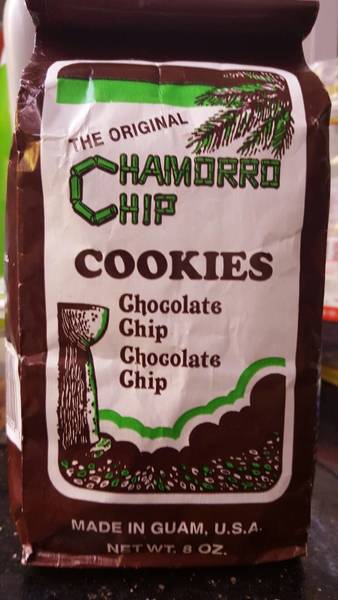 THE ORIGINAL
CHAMORRO
CHIP
COOKIES
Chocolate
Chip
Chocolate
Chip
MADE IN GUAM, U.S.A.
NET WT. 8 OZ.